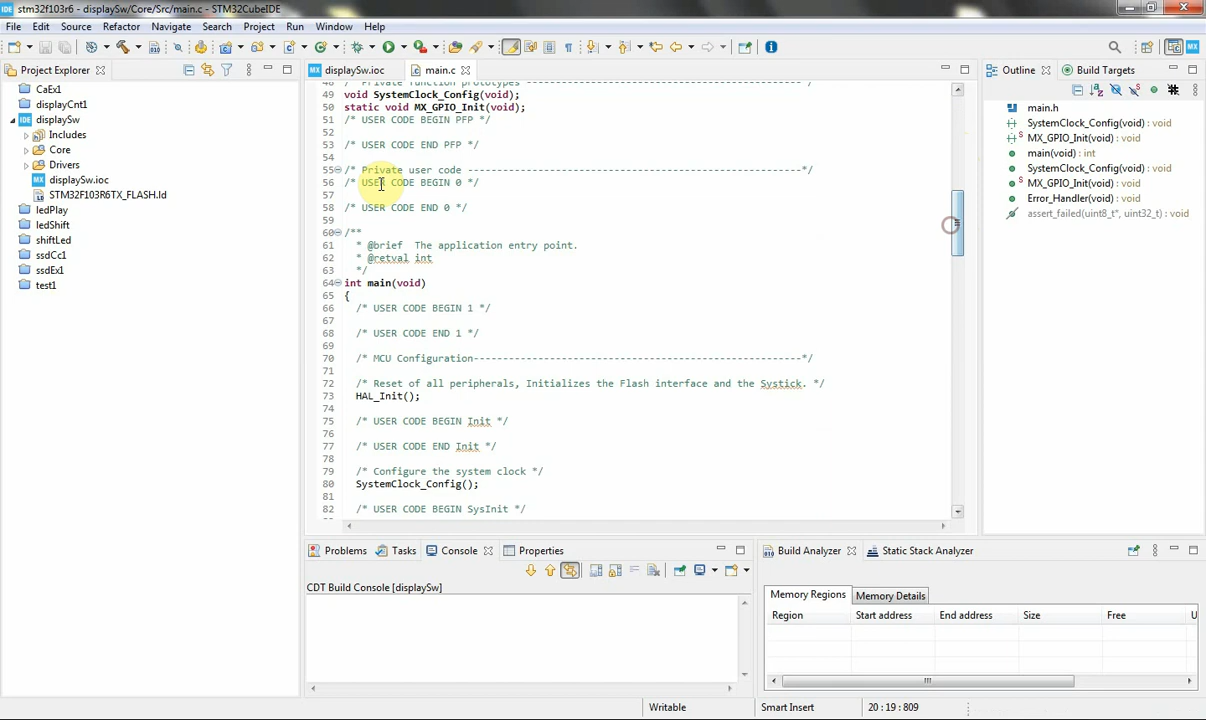 stm32f103r6 - displaySw/Core/Src/main.c - STM32CubeIDE
File Edit Source Refactor Navigate Search Project Run Window Help
Project Explorer
CaEx1
displayCnt1
displaySw
Includes
Core
Drivers
displaySw.ioc
STM32F103R6TX_FLASH.ld
ledPlay
ledShift
shiftLed
ssdCc1
ssdEx1
test1
displaySw.ioc main.c
48 /* Private function prototypes -----------------------------------------------*/
49 void SystemClock_Config(void);
50 static void MX_GPIO_Init(void);
51 /* USER CODE BEGIN PFP */
52
53 /* USER CODE END PFP */
54
55 /* Private user code ---------------------------------------------------------*/
56 /* USER CODE BEGIN 0 */
57
58 /* USER CODE END 0 */
59
60 /**
61 * @brief The application entry point.
62 * @retval int
63 */
64 int main(void)
65 {
66 /* USER CODE BEGIN 1 */
67
68 /* USER CODE END 1 */
69
70 /* MCU Configuration--------------------------------------------------------*/
71
72 /* Reset of all peripherals, Initializes the Flash interface and the Systick. */
73 HAL_Init();
74
75 /* USER CODE BEGIN Init */
76
77 /* USER CODE END Init */
78
79 /* Configure the system clock */
80 SystemClock_Config();
81
82 /* USER CODE BEGIN SysInit */
Outline Build Targets
main.h
SystemClock_Config(void) : void
MX_GPIO_Init(void) : void
main(void) : int
SystemClock_Config(void) : void
MX_GPIO_Init(void) : void
Error_Handler(void) : void
assert_failed(uint8_t*, uint32_t) : void
Problems Tasks Console Properties
CDT Build Console [displaySw]
Build Analyzer Static Stack Analyzer
Memory Regions Memory Details
Region Start address End address Size Free U
Writable Smart Insert 20 : 19 : 809